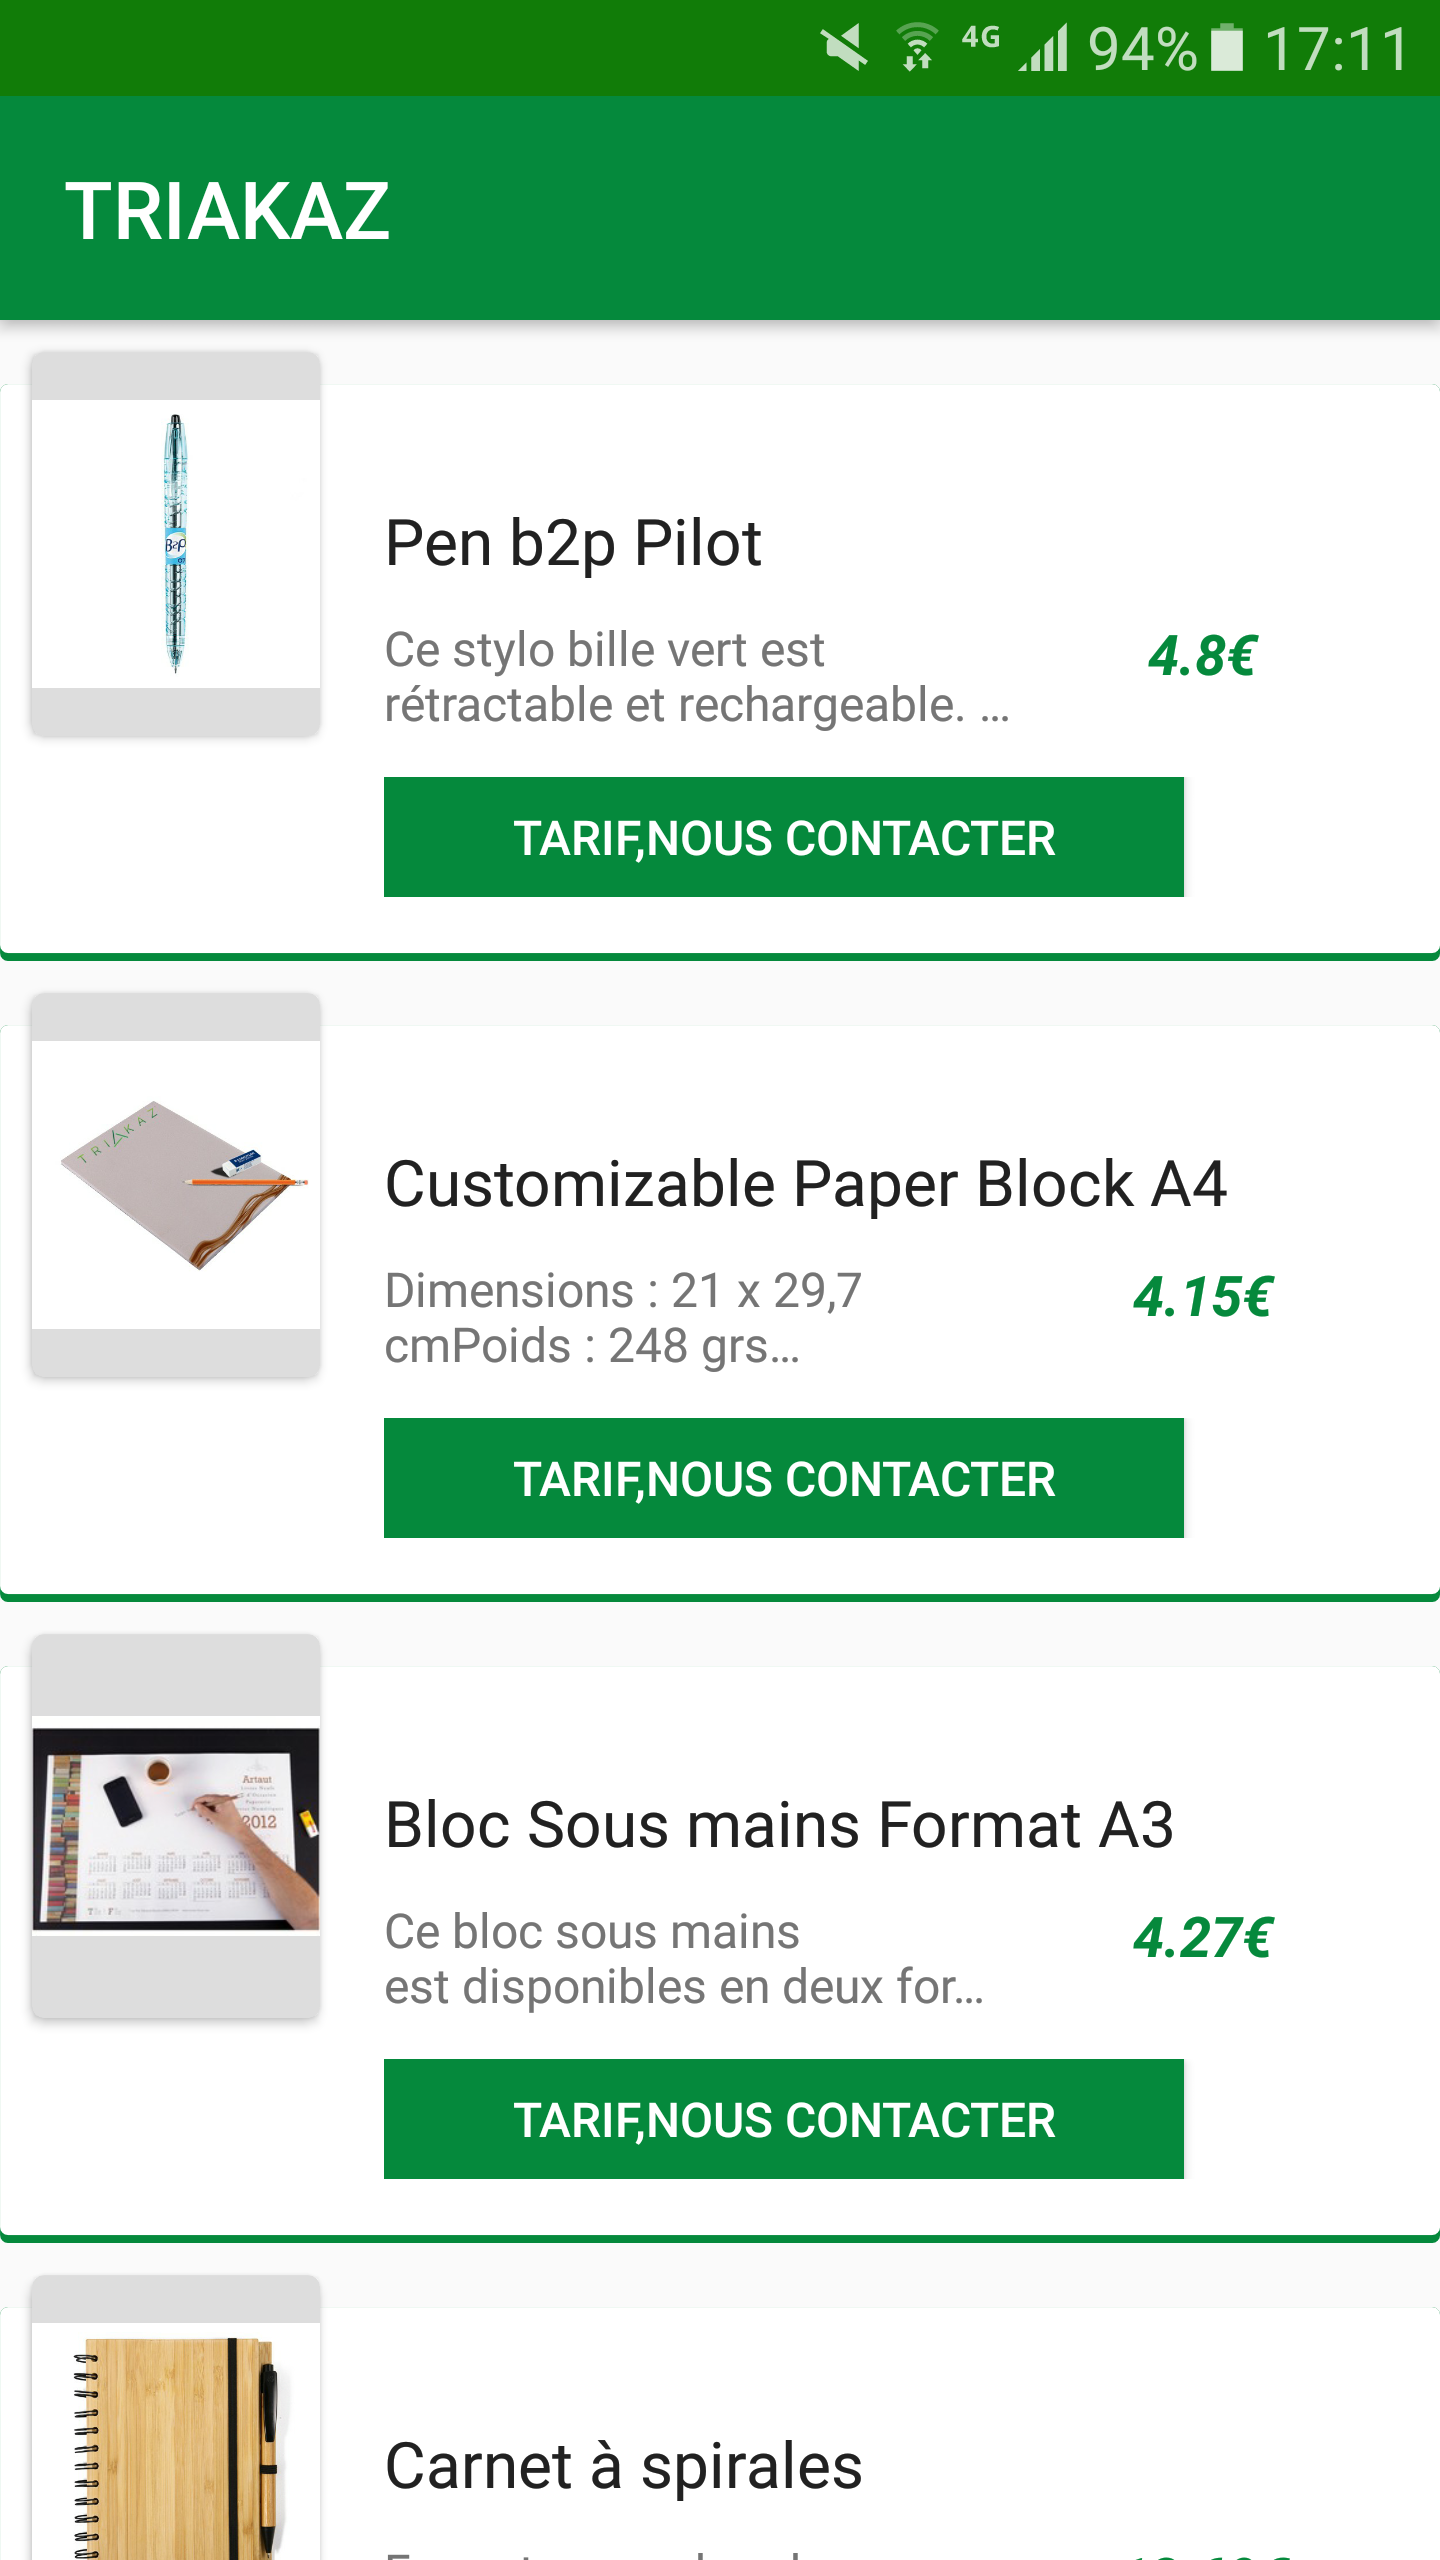 4G 94% 17:11
TRIAKAZ
B2P
Pen b2p Pilot
Ce stylo bille vert est
rétractable et rechargeable. ...
4.8€
TARIF,NOUS CONTACTER
TRIAKAZ
Customizable Paper Block A4
Dimensions : 21 x 29,7
cmPoids : 248 grs...
4.15€
TARIF,NOUS CONTACTER
Artaut
2012
Bloc Sous mains Format A3
Ce bloc sous mains
est disponibles en deux for...
4.27€
TARIF,NOUS CONTACTER
Carnet à spirales